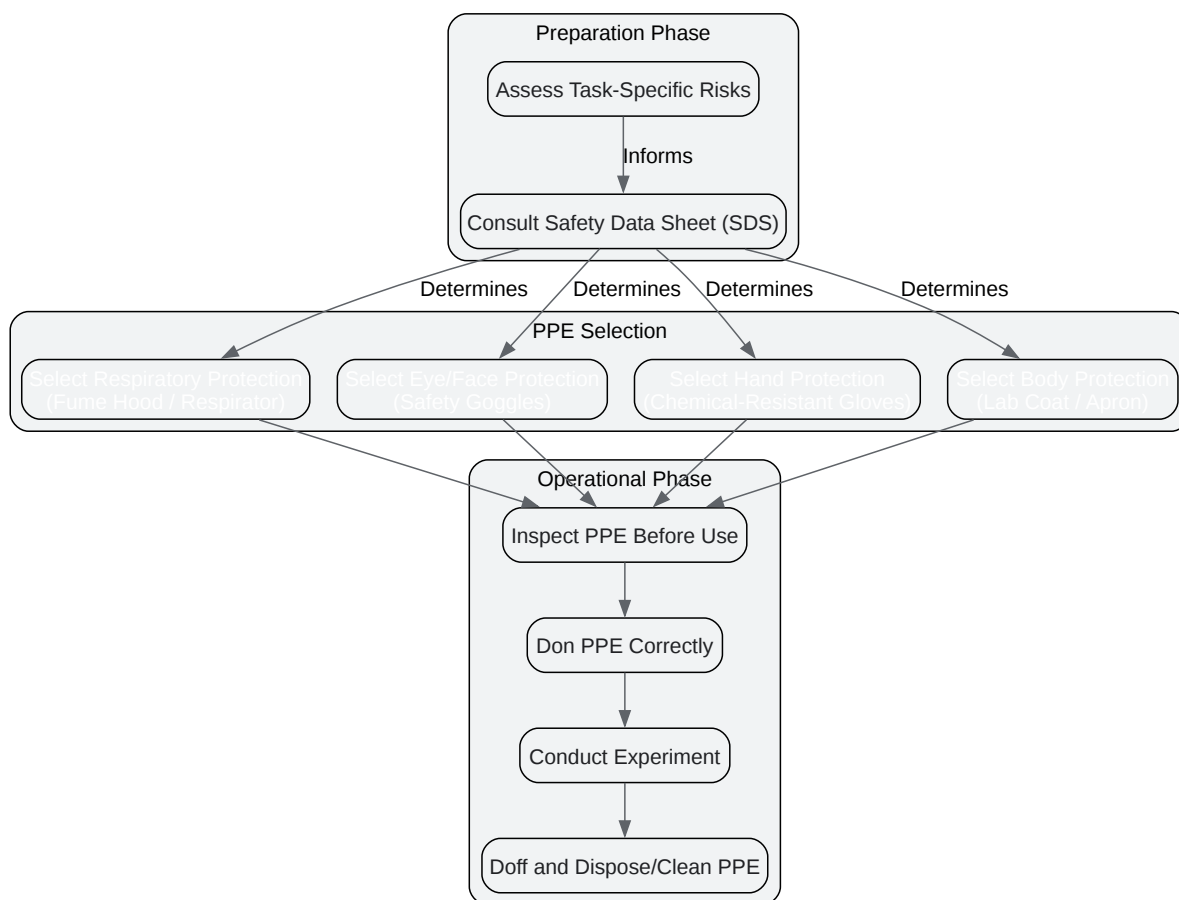 Preparation Phase
Assess Task-Specific Risks
Informs
Consult Safety Data Sheet (SDS)
Determines
Determines
Determines
Determines
PPE Selection
Select Respiratory Protection
(Fume Hood / Respirator)
Select Eye/Face Protection
(Safety Goggles)
Select Hand Protection
(Chemical-Resistant Gloves)
Select Body Protection
(Lab Coat / Apron)
Operational Phase
Inspect PPE Before Use
Don PPE Correctly
Conduct Experiment
Doff and Dispose/Clean PPE